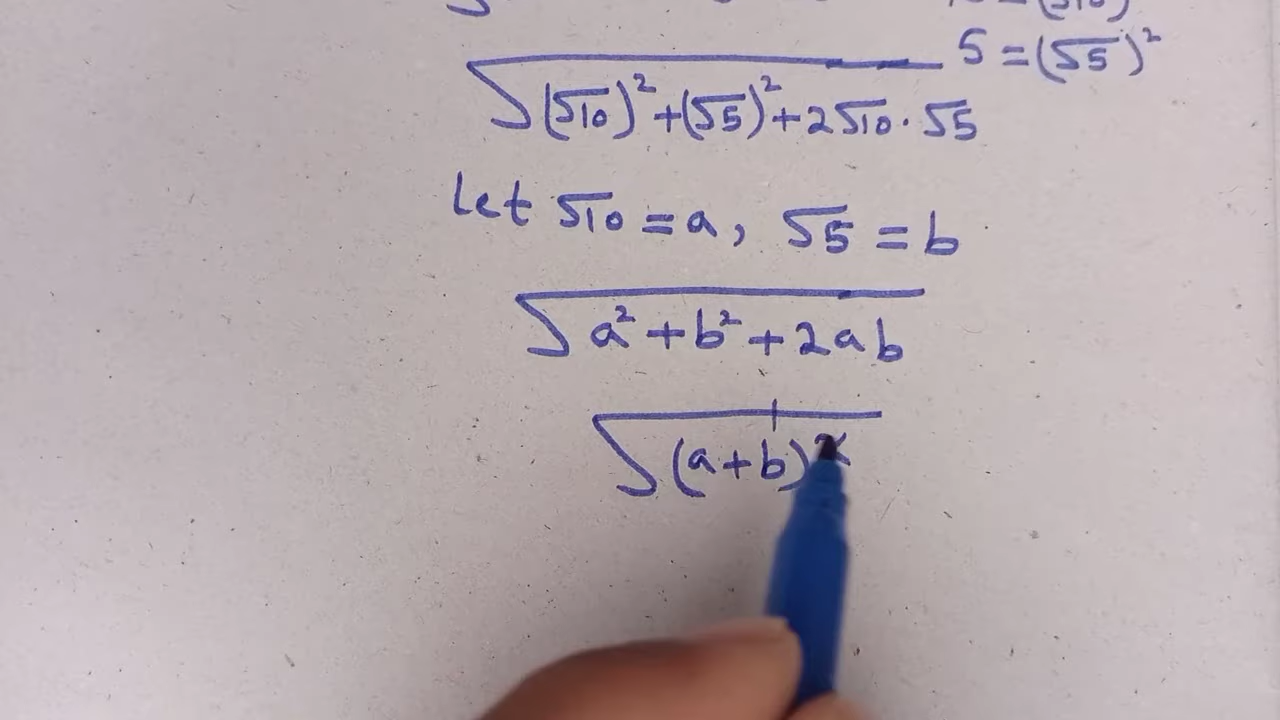 5 = (√5)²
√((√10)² + (√5)² + 2√10 · √5)
let √10 = a, √5 = b
√(a² + b² + 2ab)
√((a+b)²)